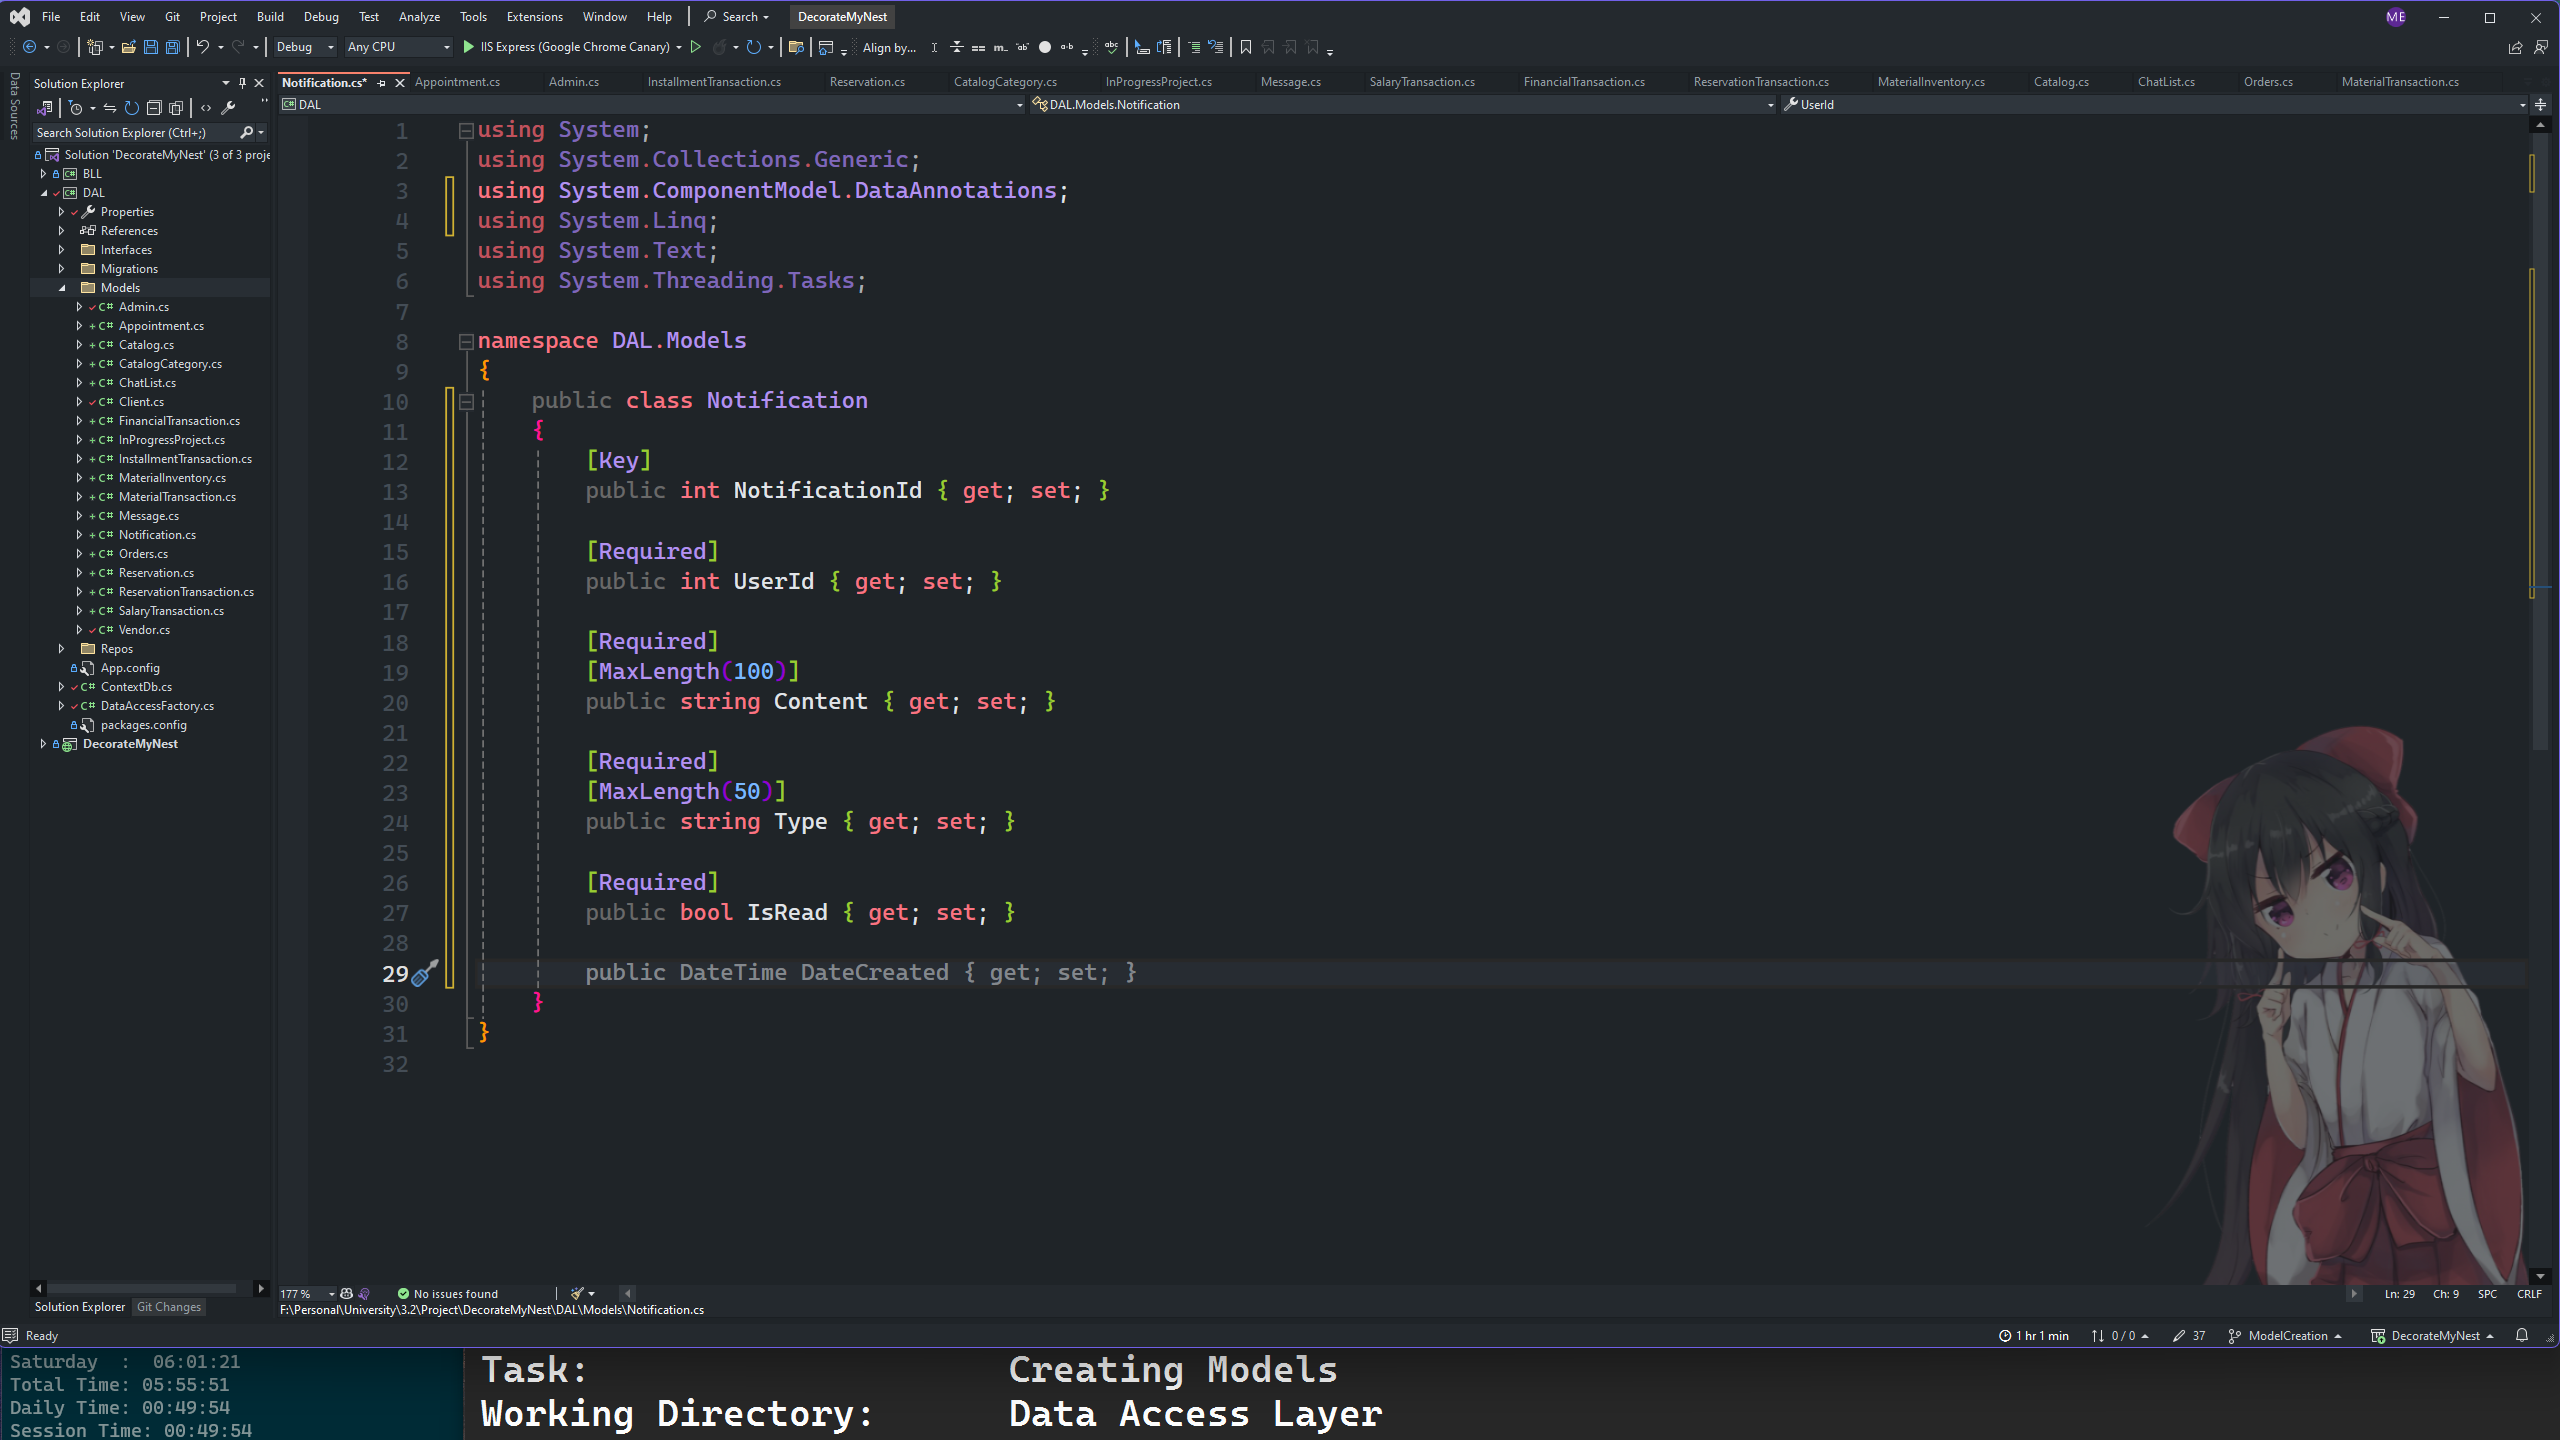 File Edit View Git Project Build Debug Test Analyze Tools Extensions Window Help Search DecorateMyNest ME
Debug Any CPU IIS Express (Google Chrome Canary) Align by...
Data Sources
Solution Explorer
Notification.cs* Appointment.cs Admin.cs InstallmentTransaction.cs Reservation.cs CatalogCategory.cs InProgressProject.cs Message.cs SalaryTransaction.cs FinancialTransaction.cs ReservationTransaction.cs MaterialInventory.cs Catalog.cs ChatList.cs Orders.cs MaterialTransaction.cs
DAL DAL.Models.Notification UserId
Search Solution Explorer (Ctrl+;)
Solution 'DecorateMyNest' (3 of 3 proje
BLL
DAL
Properties
References
Interfaces
Migrations
Models
C# Admin.cs
C# Appointment.cs
C# Catalog.cs
C# CatalogCategory.cs
C# ChatList.cs
C# Client.cs
C# FinancialTransaction.cs
C# InProgressProject.cs
C# InstallmentTransaction.cs
C# MaterialInventory.cs
C# MaterialTransaction.cs
C# Message.cs
C# Notification.cs
C# Orders.cs
C# Reservation.cs
C# ReservationTransaction.cs
C# SalaryTransaction.cs
C# Vendor.cs
Repos
App.config
C# ContextDb.cs
C# DataAccessFactory.cs
packages.config
DecorateMyNest
Solution Explorer Git Changes
1 using System;
2 using System.Collections.Generic;
3 using System.ComponentModel.DataAnnotations;
4 using System.Linq;
5 using System.Text;
6 using System.Threading.Tasks;
7
8 namespace DAL.Models
9 {
10 public class Notification
11 {
12 [Key]
13 public int NotificationId { get; set; }
14
15 [Required]
16 public int UserId { get; set; }
17
18 [Required]
19 [MaxLength(100)]
20 public string Content { get; set; }
21
22 [Required]
23 [MaxLength(50)]
24 public string Type { get; set; }
25
26 [Required]
27 public bool IsRead { get; set; }
28
29 public DateTime DateCreated { get; set; }
30 }
31 }
32
177 % No issues found Ln: 29 Ch: 9 SPC CRLF
F:\Personal\University\3.2\Project\DecorateMyNest\DAL\Models\Notification.cs
Ready 1 hr 1 min 0 / 0 37 ModelCreation DecorateMyNest
Saturday : 06:01:21
Total Time: 05:55:51
Daily Time: 00:49:54
Session Time: 00:49:54
Task: Creating Models
Working Directory: Data Access Layer